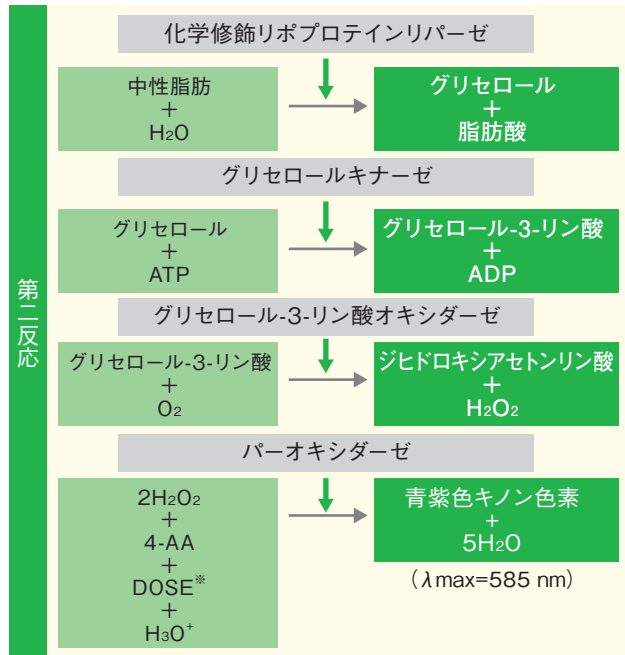 第二反応
化学修飾リポプロテインリパーゼ
中性脂肪
+
H₂O
グリセロール
+
脂肪酸
グリセロールキナーゼ
グリセロール
+
ATP
グリセロール-3-リン酸
+
ADP
グリセロール-3-リン酸オキシダーゼ
グリセロール-3-リン酸
+
O₂
ジヒドロキシアセトンリン酸
+
H₂O₂
パーオキシダーゼ
2H₂O₂
+
4-AA
+
DOSE※
+
H₃O⁺
青紫色キノン色素
+
5H₂O
（λmax=585 nm）